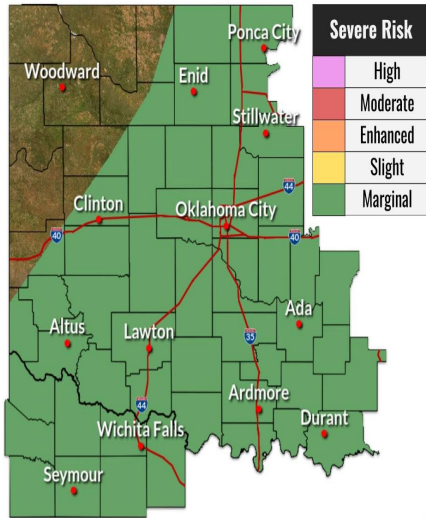 Ponca City
Severe Risk
Woodward
Enid
High
Moderate
Stillwater
Enhanced
Slight
44
Marginal
Clinton
Oklahoma City
40
40
Ada
Altus
Lawton
35
Ardmore
44
Durant
Wichita Falls
Seymour